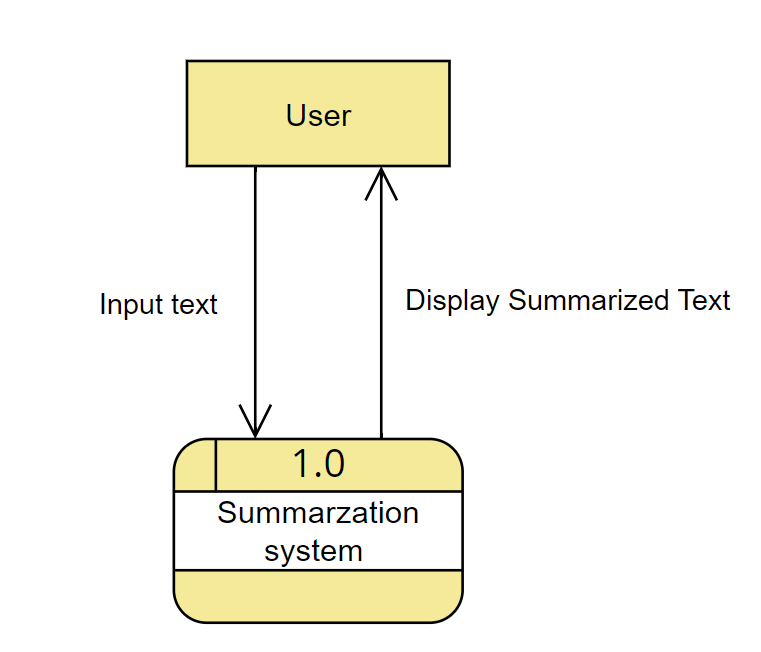 User
Input text
Display Summarized Text
1.0
Summarzation
system